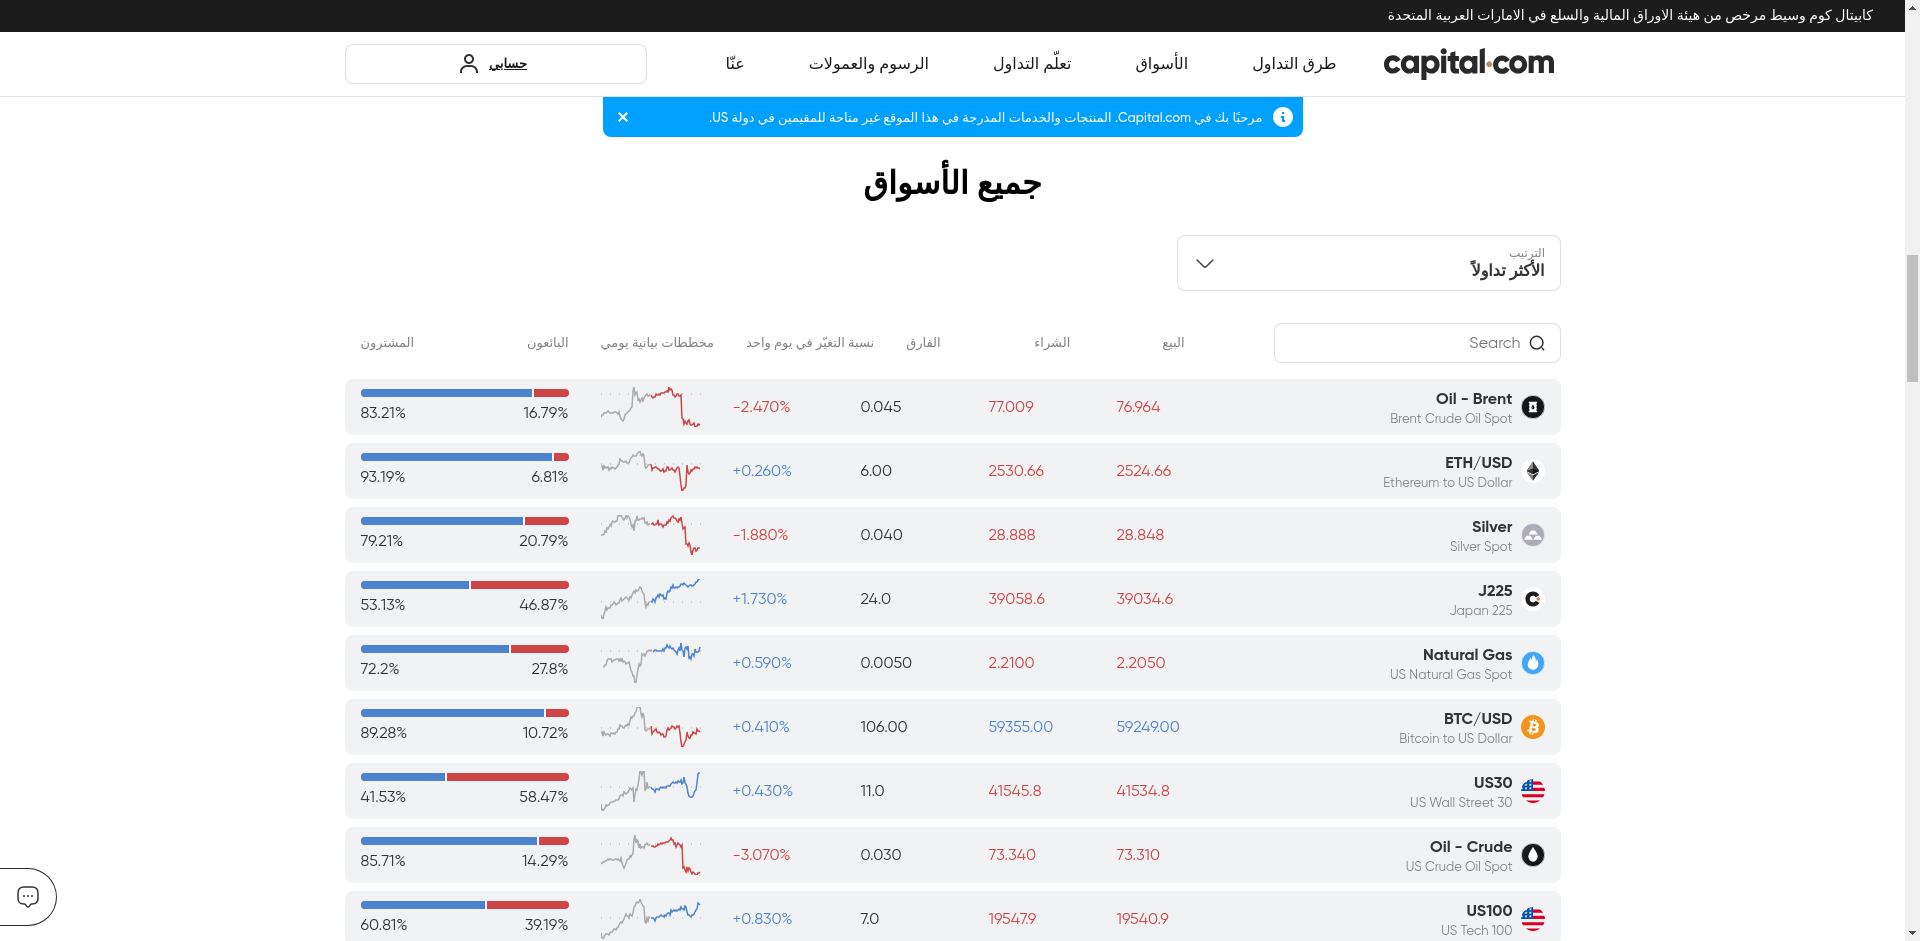 كابيتال كوم وسيط مرخص من هيئة الاوراق المالية والسلع في الامارات العربية المتحدة
capital.com
طرق التداول
الأسواق
تعلّم التداول
الرسوم والعمولات
عنّا
حسابي
مرحبًا بك في Capital.com. المنتجات والخدمات المدرجة في هذا الموقع غير متاحة للمقيمين في دولة US.
جميع الأسواق
الترتيب
الأكثر تداولاً
Search
البيع
الشراء
الفارق
نسبة التغيّر في يوم واحد
مخططات بيانية يومي
البائعون
المشترون
Oil - Brent
Brent Crude Oil Spot
76.964
77.009
0.045
-2.470%
16.79%
83.21%
ETH/USD
Ethereum to US Dollar
2524.66
2530.66
6.00
+0.260%
6.81%
93.19%
Silver
Silver Spot
28.848
28.888
0.040
-1.880%
20.79%
79.21%
J225
Japan 225
39034.6
39058.6
24.0
+1.730%
46.87%
53.13%
Natural Gas
US Natural Gas Spot
2.2050
2.2100
0.0050
+0.590%
27.8%
72.2%
BTC/USD
Bitcoin to US Dollar
59249.00
59355.00
106.00
+0.410%
10.72%
89.28%
US30
US Wall Street 30
41534.8
41545.8
11.0
+0.430%
58.47%
41.53%
Oil - Crude
US Crude Oil Spot
73.310
73.340
0.030
-3.070%
14.29%
85.71%
US100
US Tech 100
19540.9
19547.9
7.0
+0.830%
39.19%
60.81%